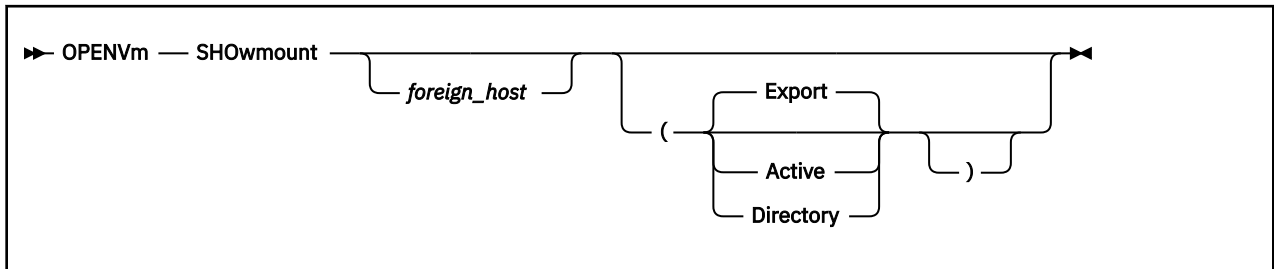 OPENVm SHOwmount
foreign_host
(
Export
Active
Directory
)